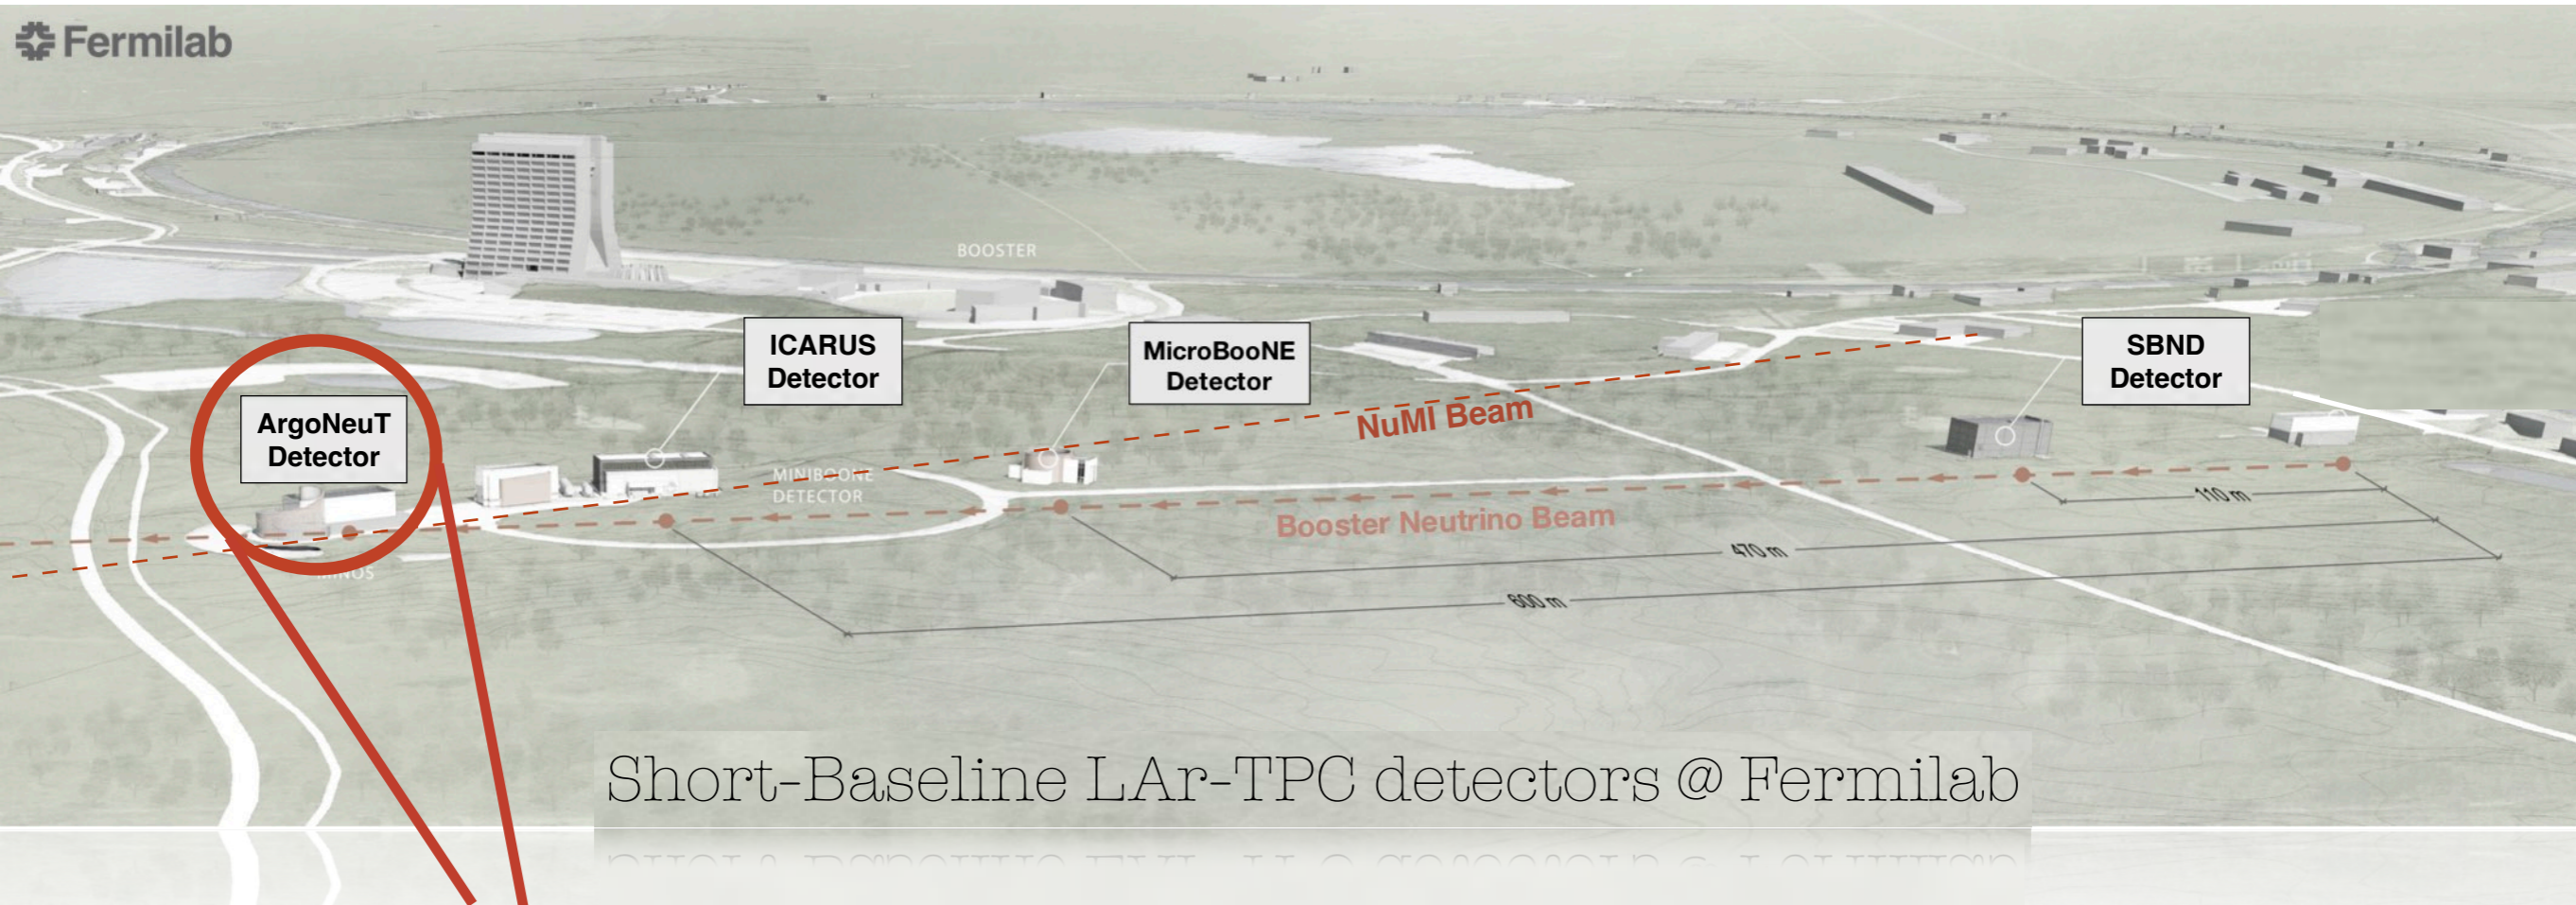 Fermilab
BOOSTER
ICARUS
Detector
MicroBooNE
Detector
SBND
Detector
ArgoNeuT
Detector
NuMI Beam
MINIBOONE
DETECTOR
110 m
Booster Neutrino Beam
470 m
MINOS
600 m
Short-Baseline LAr-TPC detectors @ Fermilab